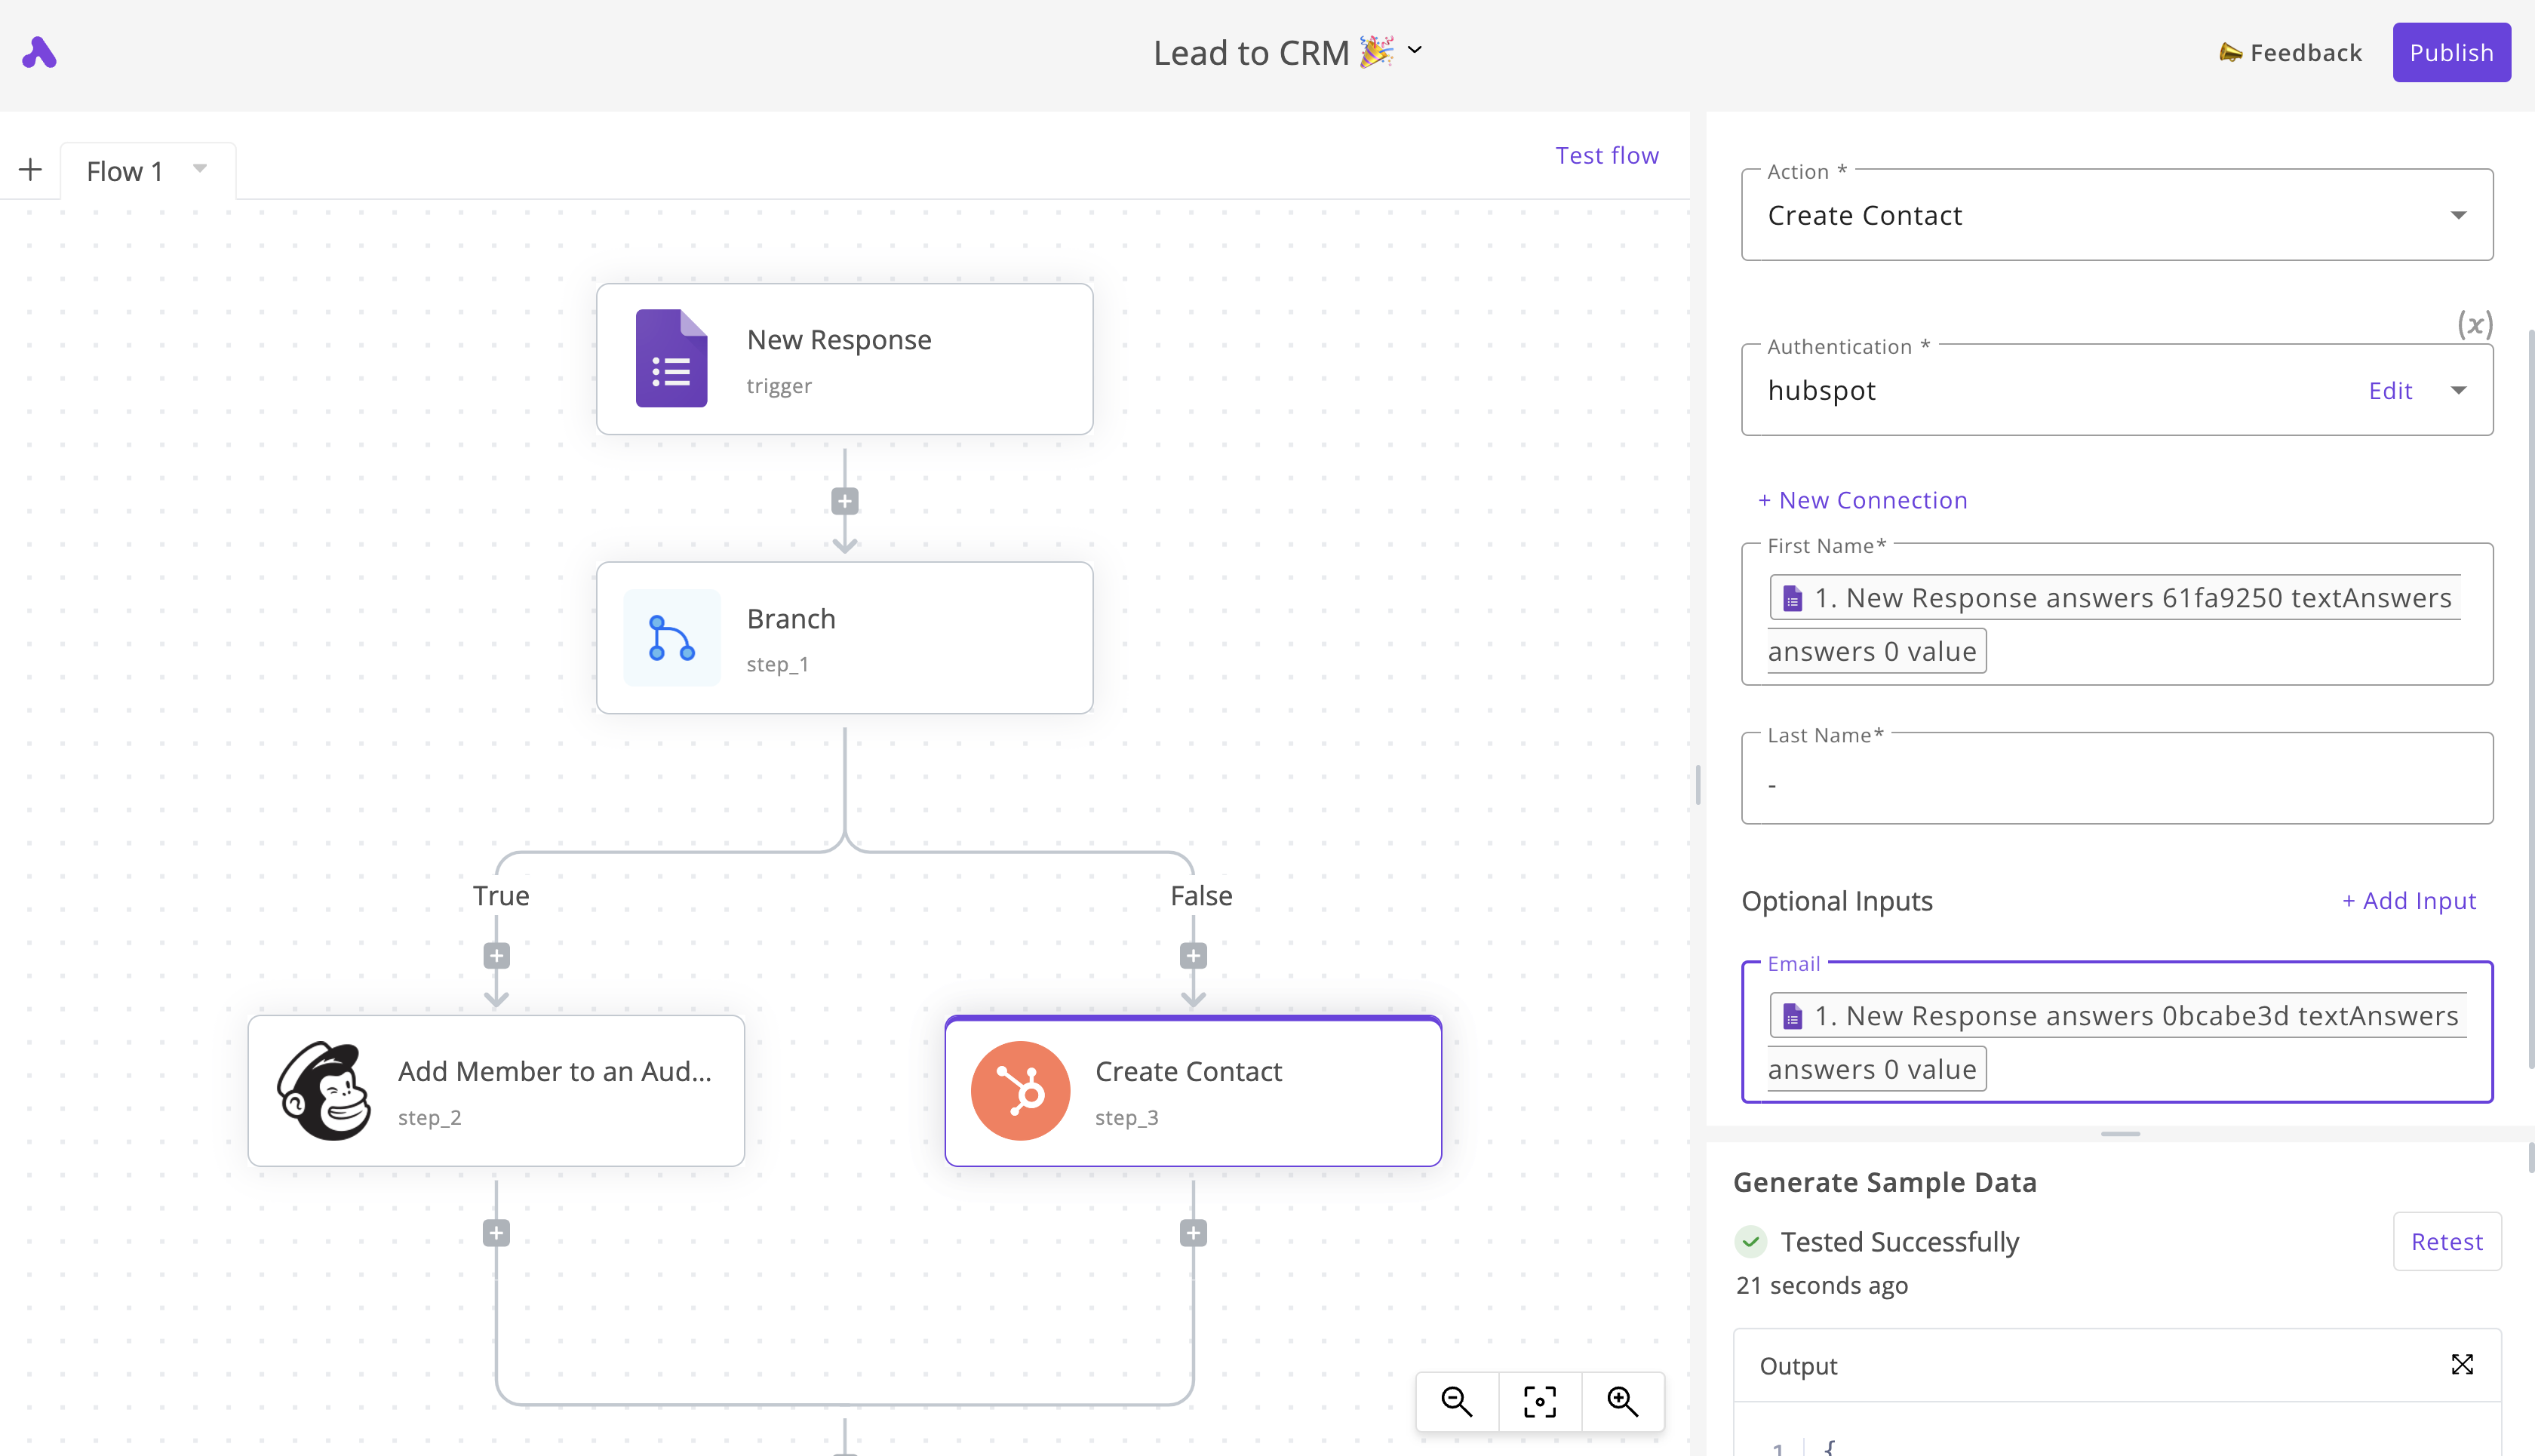 Lead to CRM 🎉
Feedback
Publish
Flow 1
Test flow
New Response
trigger
Branch
step_1
True
False
Add Member to an Aud...
step_2
Create Contact
step_3
Action *
Create Contact
(x)
Authentication *
hubspot
Edit
+ New Connection
First Name*
1. New Response answers 61fa9250 textAnswers
answers 0 value
Last Name*
-
Optional Inputs
+ Add Input
Email
1. New Response answers 0bcabe3d textAnswers
answers 0 value
Generate Sample Data
Tested Successfully
Retest
21 seconds ago
Output
1 {